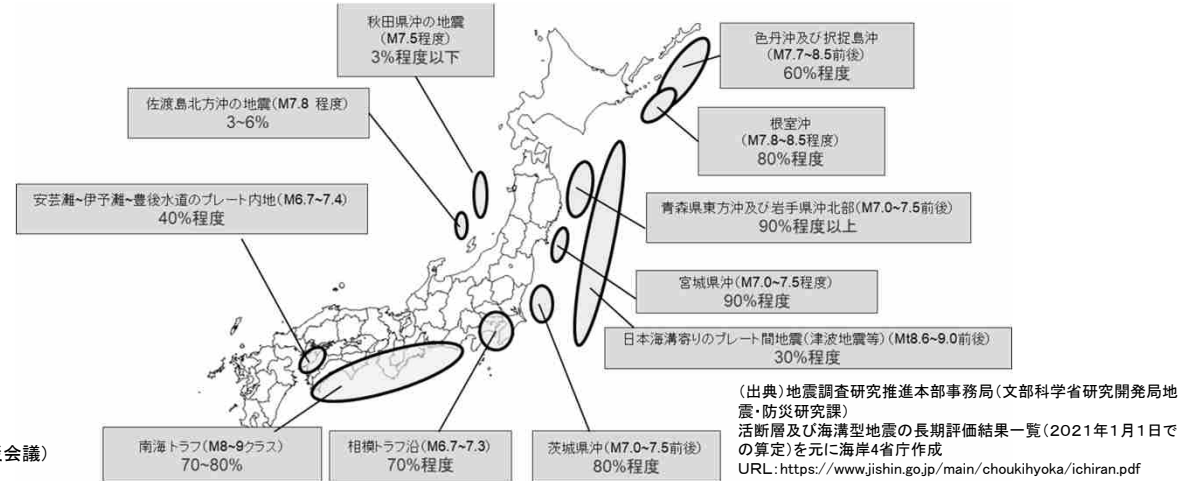 秋田県沖の地震
(M7.5程度)
3%程度以下
色丹沖及び択捉島沖
(M7.7~8.5前後)
60%程度
佐渡島北方沖の地震(M7.8 程度)
3~6%
根室沖
(M7.8~8.5程度)
80%程度
安芸灘~伊予灘~豊後水道のプレート内地(M6.7~7.4)
40%程度
青森県東方沖及び岩手県沖北部(M7.0~7.5前後)
90%程度以上
宮城県沖(M7.0~7.5程度)
90%程度
日本海溝寄りのプレート間地震(津波地震等)(Mt8.6~9.0前後)
30%程度
南海トラフ(M8~9クラス)
70~80%
相模トラフ沿(M6.7~7.3)
70%程度
茨城県沖(M7.0~7.5前後)
80%程度
(出典)地震調査研究推進本部事務局(文部科学省研究開発局地
震・防災研究課)
活断層及び海溝型地震の長期評価結果一覧(2021年1月1日で
の算定)を元に海岸4省庁作成
URL:https://www.jishin.go.jp/main/choukihyoka/ichiran.pdf
会議)